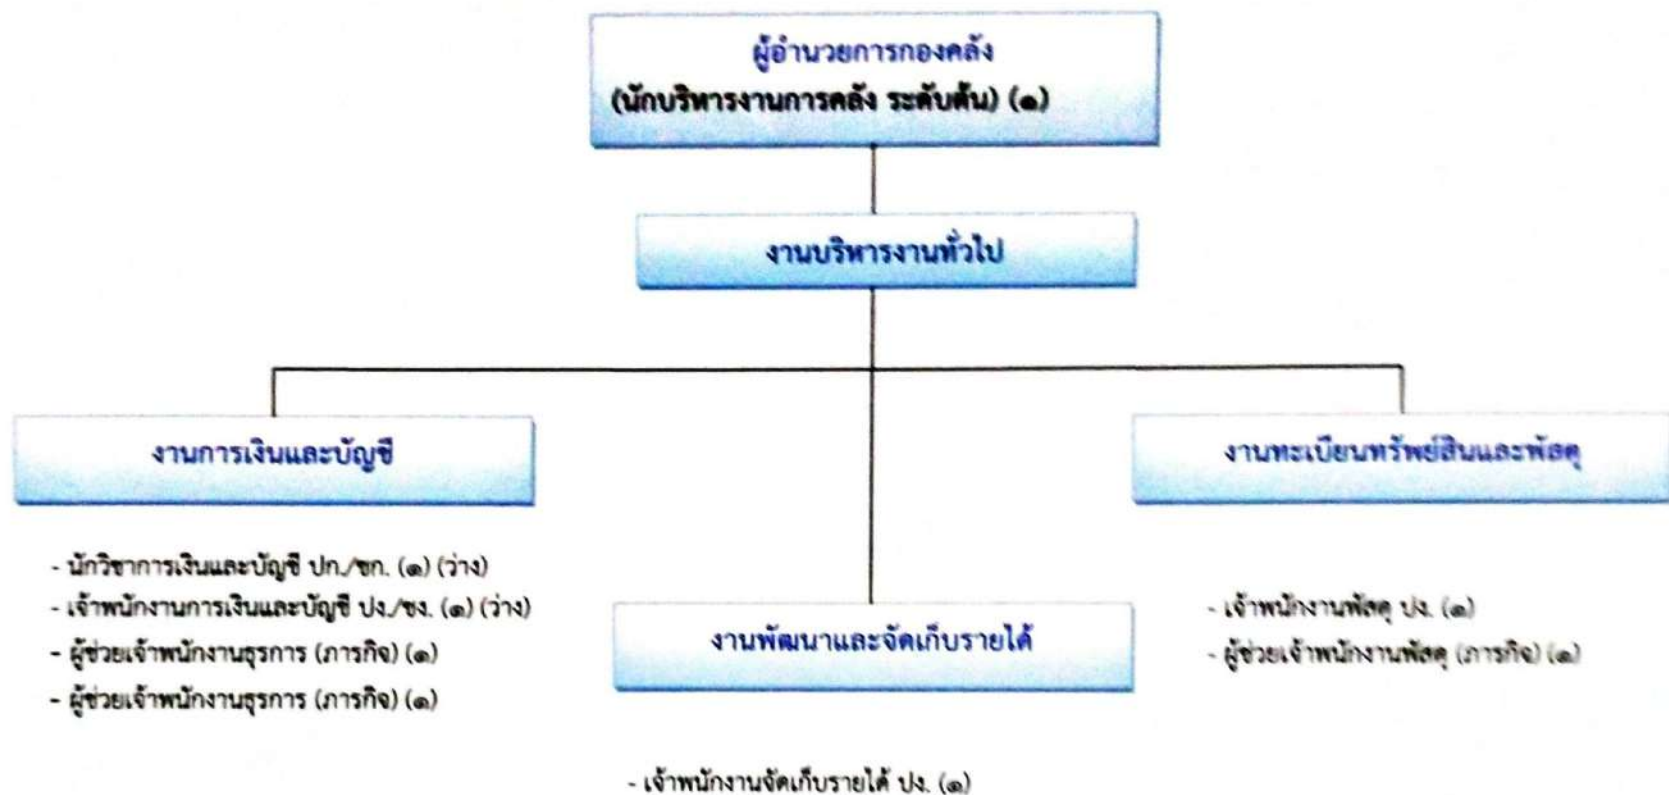 ผู้อำนวยการกองคลัง
(นักบริหารงานการคลัง ระดับต้น) (๑)
งานบริหารงานทั่วไป
งานการเงินและบัญชี
งานทะเบียนทรัพย์สินและพัสดุ
- นักวิชาการเงินและบัญชี ปก./ชก. (๑) (ว่าง)
- เจ้าพนักงานการเงินและบัญชี ปง./ชง. (๑) (ว่าง)
- ผู้ช่วยเจ้าพนักงานธุรการ (ภารกิจ) (๑)
- ผู้ช่วยเจ้าพนักงานธุรการ (ภารกิจ) (๑)
งานพัฒนาและจัดเก็บรายได้
- เจ้าพนักงานจัดเก็บรายได้ ปง. (๑)
- เจ้าพนักงานพัสดุ ปง. (๑)
- ผู้ช่วยเจ้าพนักงานพัสดุ (ภารกิจ) (๑)